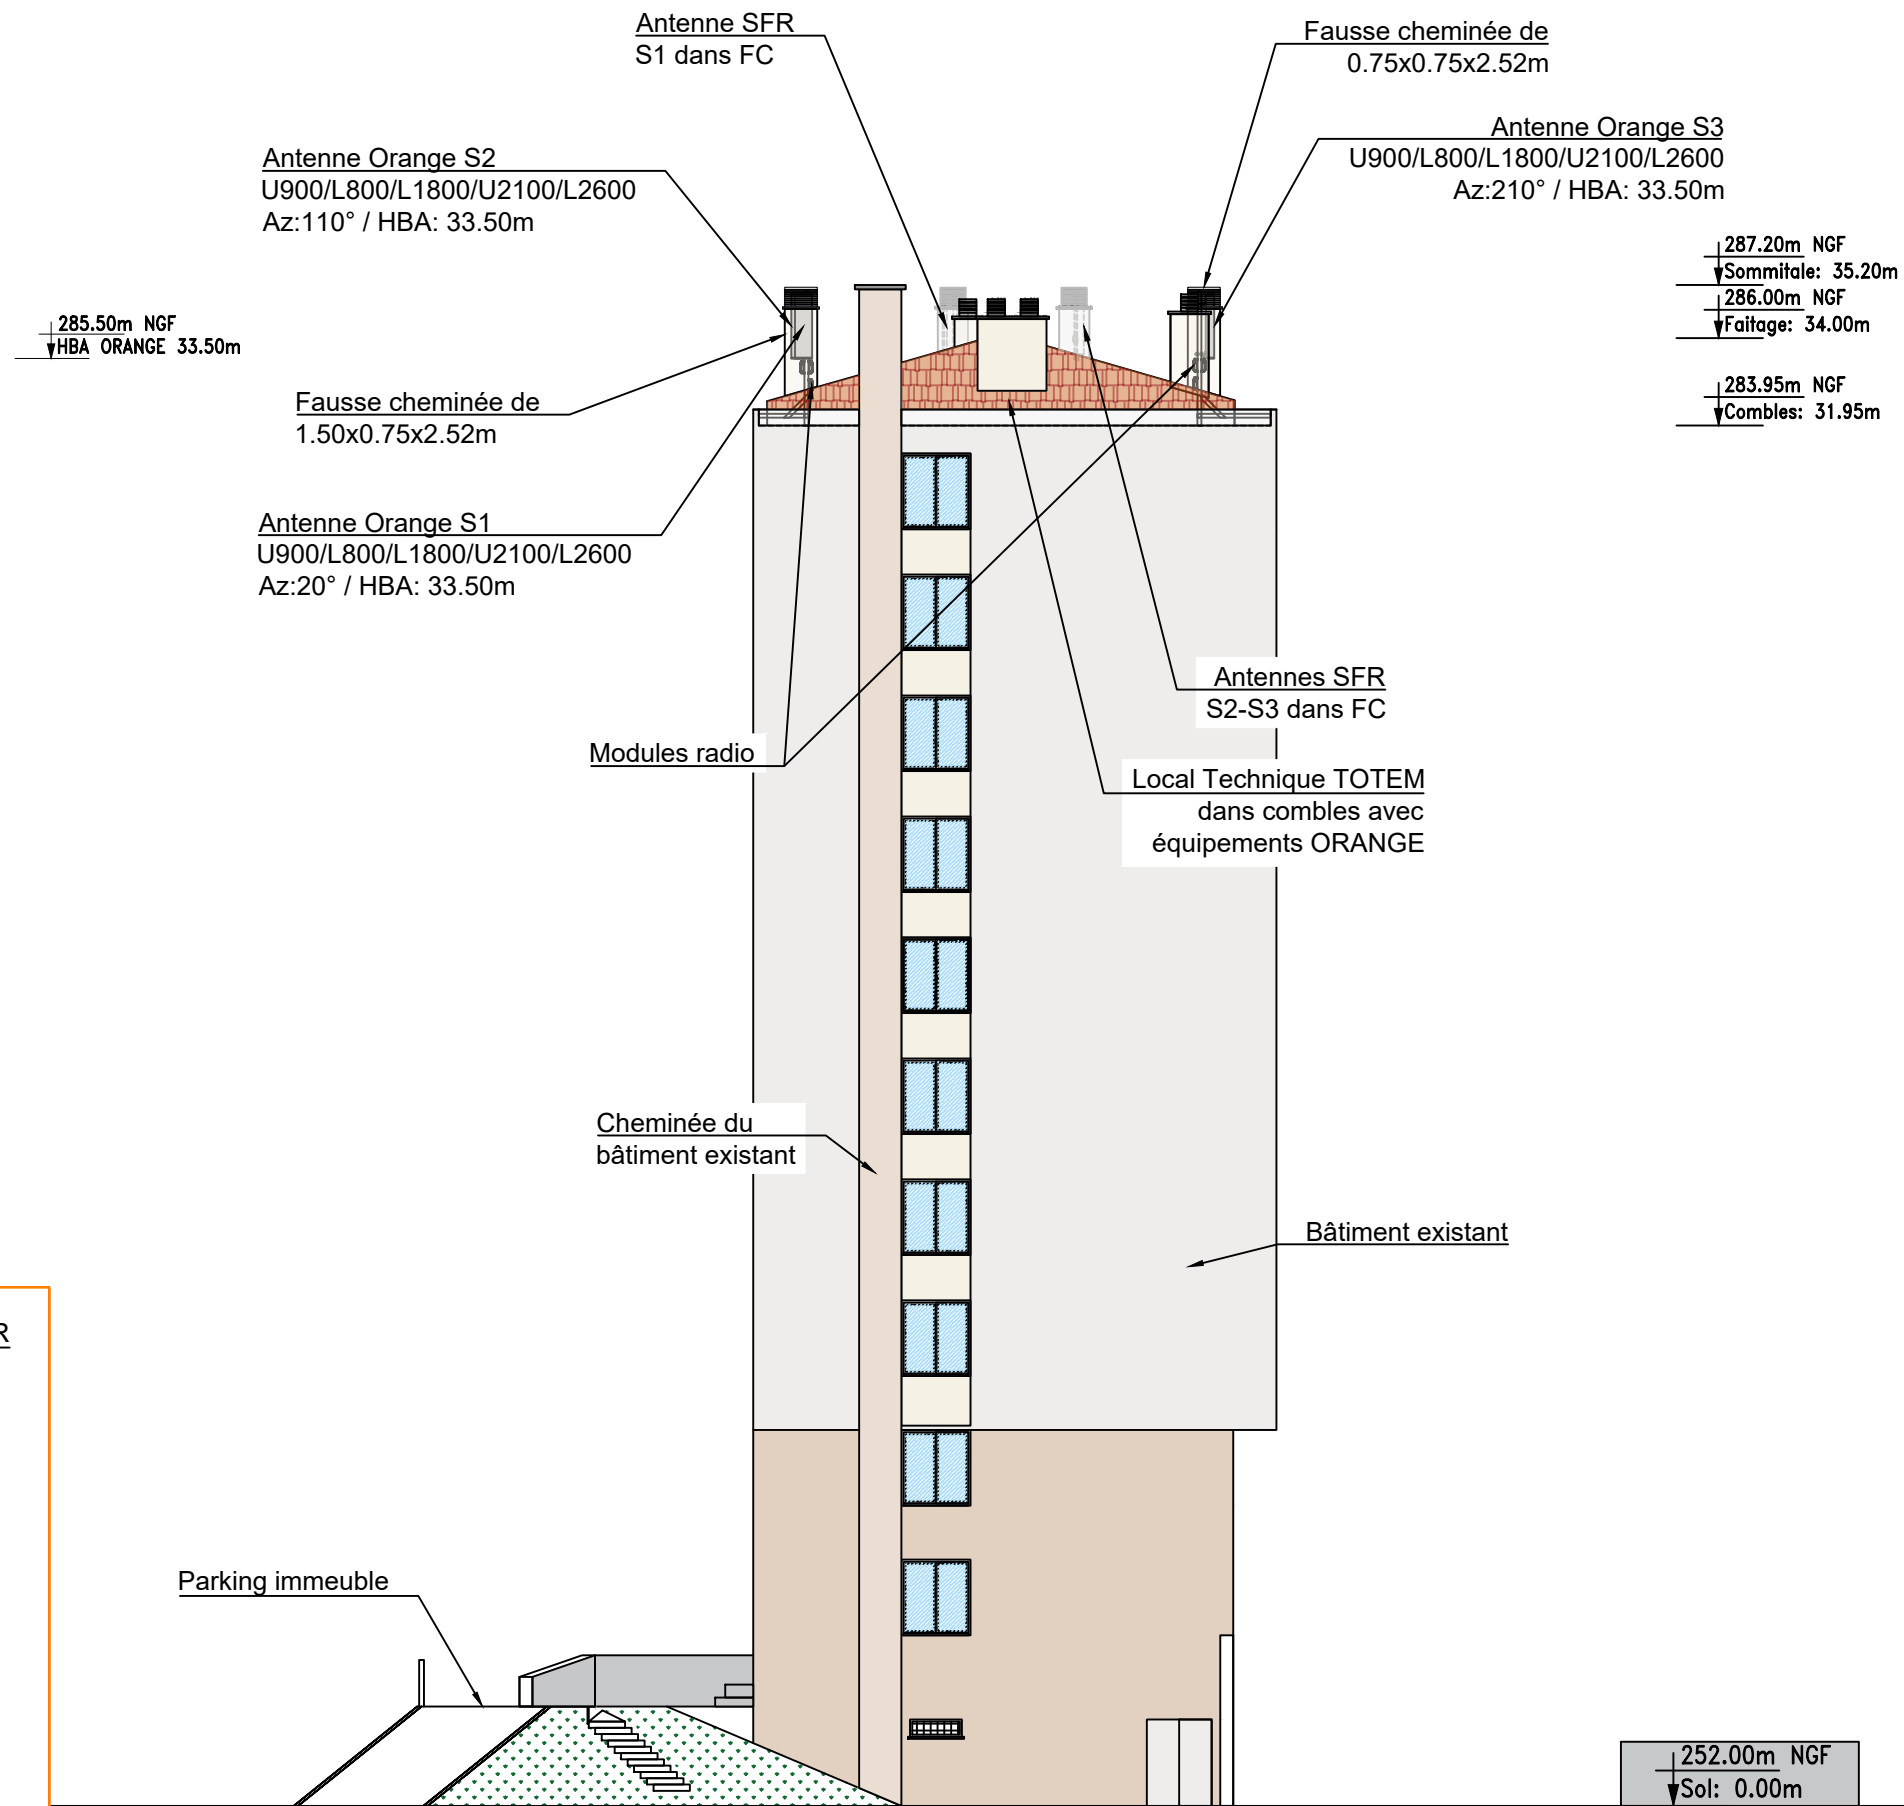 Antenne SFR
S1 dans FC
Fausse cheminée de
0.75x0.75x2.52m
Antenne Orange S3
U900/L800/L1800/U2100/L2600
Az:210° / HBA: 33.50m
Antenne Orange S2
U900/L800/L1800/U2100/L2600
Az:110° / HBA: 33.50m
287.20m NGF
Sommitale: 35.20m
286.00m NGF
Faitage: 34.00m
285.50m NGF
HBA ORANGE 33.50m
283.95m NGF
Combles: 31.95m
Fausse cheminée de
1.50x0.75x2.52m
Antenne Orange S1
U900/L800/L1800/U2100/L2600
Az:20° / HBA: 33.50m
Antennes SFR
S2-S3 dans FC
Modules radio
Local Technique TOTEM
dans combles avec
équipements ORANGE
Cheminée du
bâtiment existant
Bâtiment existant
R
Parking immeuble
252.00m NGF
Sol: 0.00m